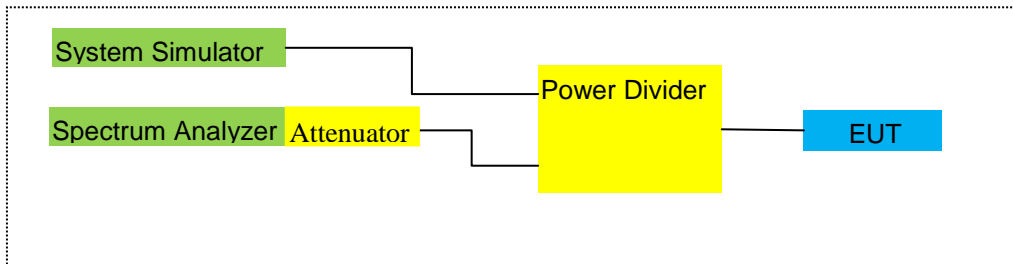 System Simulator
Power Divider
Spectrum Analyzer Attenuator
EUT